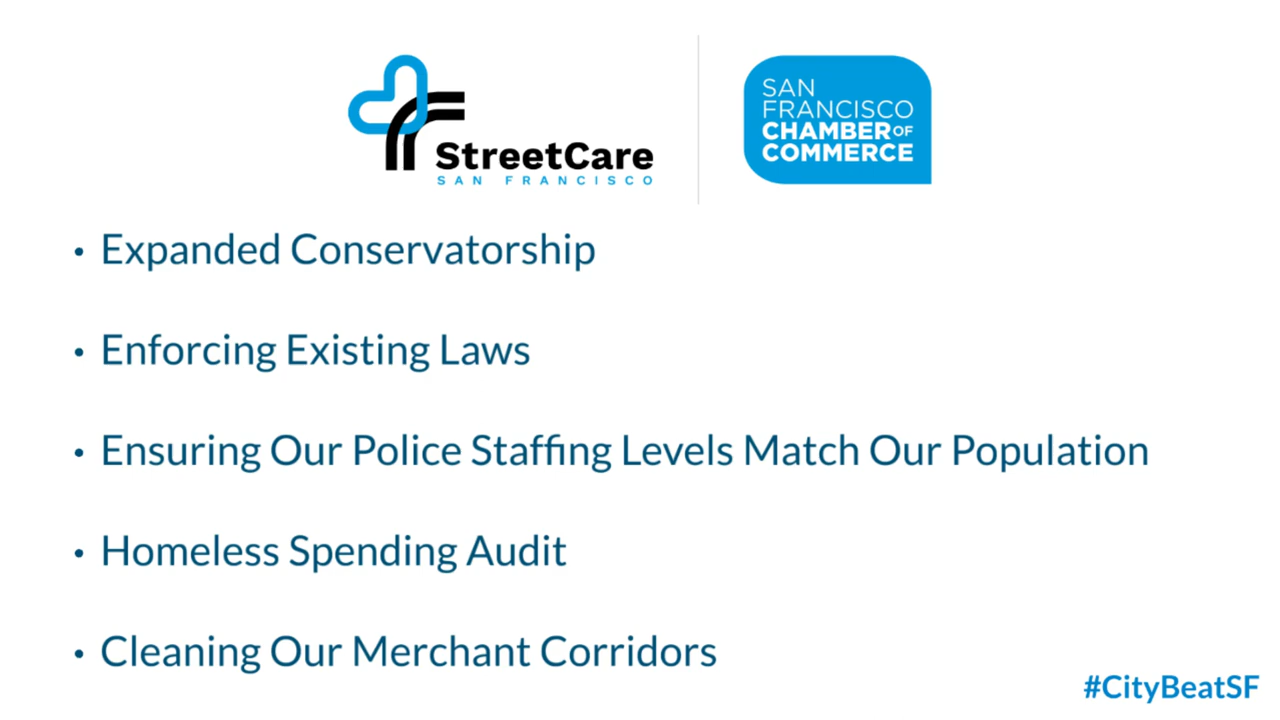 StreetCare
SAN FRANCISCO
SAN
FRANCISCO
CHAMBER OF
COMMERCE
• Expanded Conservatorship
• Enforcing Existing Laws
• Ensuring Our Police Staffing Levels Match Our Population
• Homeless Spending Audit
• Cleaning Our Merchant Corridors
#CityBeatSF